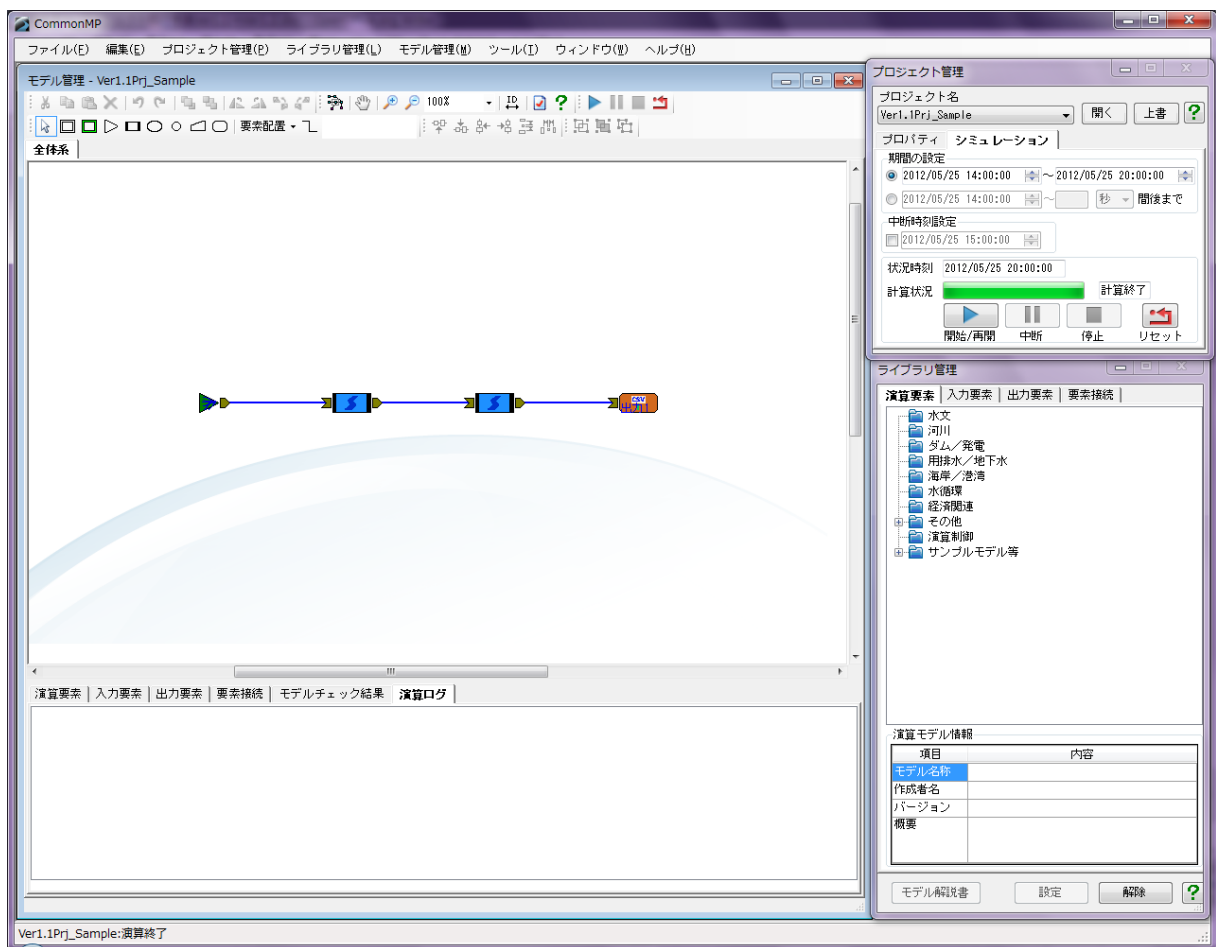 CommonMP
ファイル(F) 編集(E) プロジェクト管理(P) ライブラリ管理(L) モデル管理(M) ツール(T) ウィンドウ(W) ヘルプ(H)
モデル管理 - Ver1.1Prj_Sample
100%
ID
要素配置
全体系
CSV
出力1
演算要素 入力要素 出力要素 要素接続 モデルチェック結果 演算ログ
プロジェクト管理
プロジェクト名
Ver1.1Prj_Sample 開く 上書
プロパティ シミュレーション
期間の設定
2012/05/25 14:00:00 ～ 2012/05/25 20:00:00
2012/05/25 14:00:00 ～ 秒 間後まで
中断時刻設定
2012/05/25 15:00:00
状況時刻 2012/05/25 20:00:00
計算状況 計算終了
開始/再開 中断 停止 リセット
ライブラリ管理
演算要素 入力要素 出力要素 要素接続
水文
河川
ダム／発電
用排水／地下水
海岸／港湾
水循環
経済関連
その他
演算制御
サンプルモデル等
演算モデル情報
項目 内容
モデル名称
作成者名
バージョン
概要
モデル解説書 設定 解除
Ver1.1Prj_Sample:演算終了